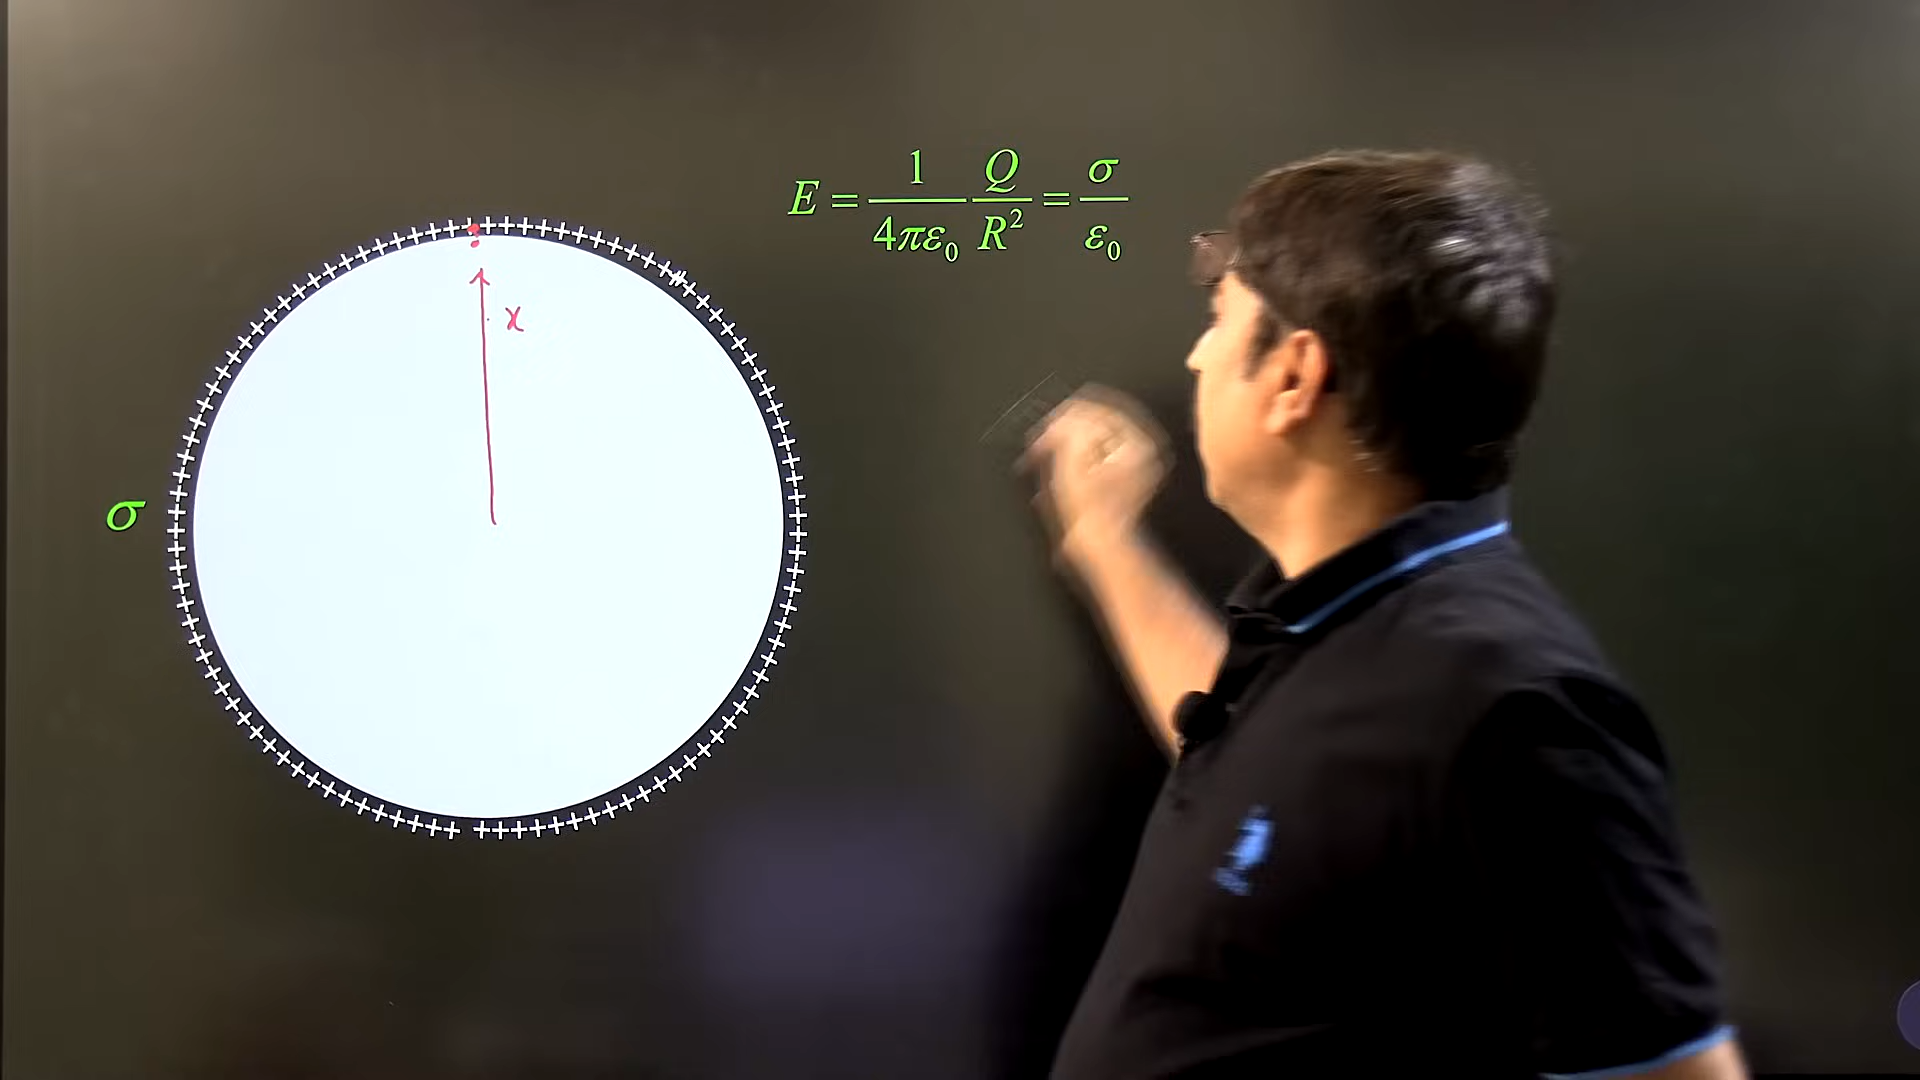 E = 1/4πε₀ Q/R² = σ/ε₀
x
σ